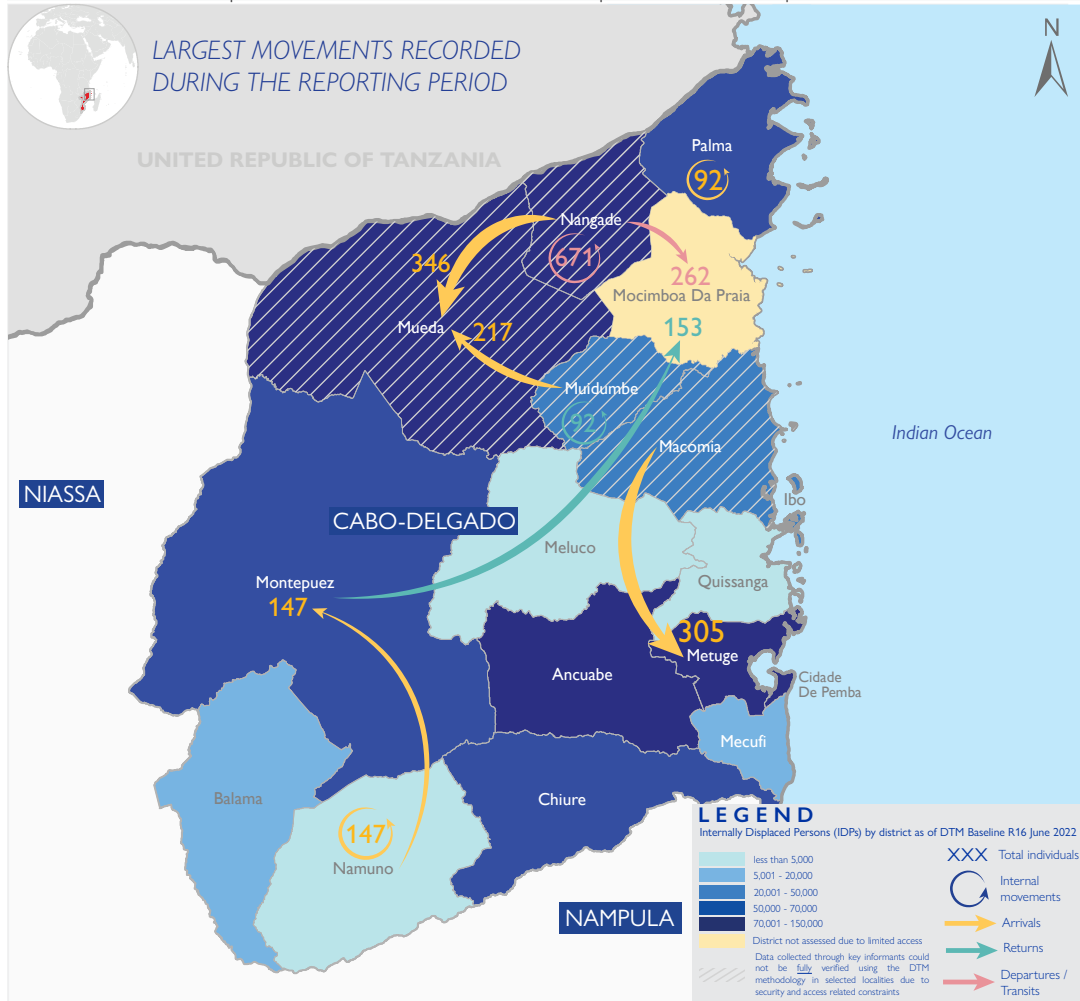 LARGEST MOVEMENTS RECORDED
DURING THE REPORTING PERIOD
N
UNITED REPUBLIC OF TANZANIA
Palma
92
Nangade
671
346
262
Mocimboa Da Praia
153
Mueda
217
Muidumbe
92
Macomia
Indian Ocean
NIASSA
Ibo
CABO-DELGADO
Meluco
Quissanga
Montepuez
147
305
Metuge
Ancuabe
Cidade
De Pemba
Mecufi
Balama
Chiure
147
Namuno
NAMPULA
LEGEND
Internally Displaced Persons (IDPs) by district as of DTM Baseline R16 June 2022
less than 5,000
5,001 - 20,000
20,001 - 50,000
50,000 - 70,000
70,001 - 150,000
District not assessed due to limited access
Data collected through key informants could
not be fully verified using the DTM
methodology in selected localities due to
security and access related constraints
XXX Total individuals
Internal
movements
Arrivals
Returns
Departures /
Transits